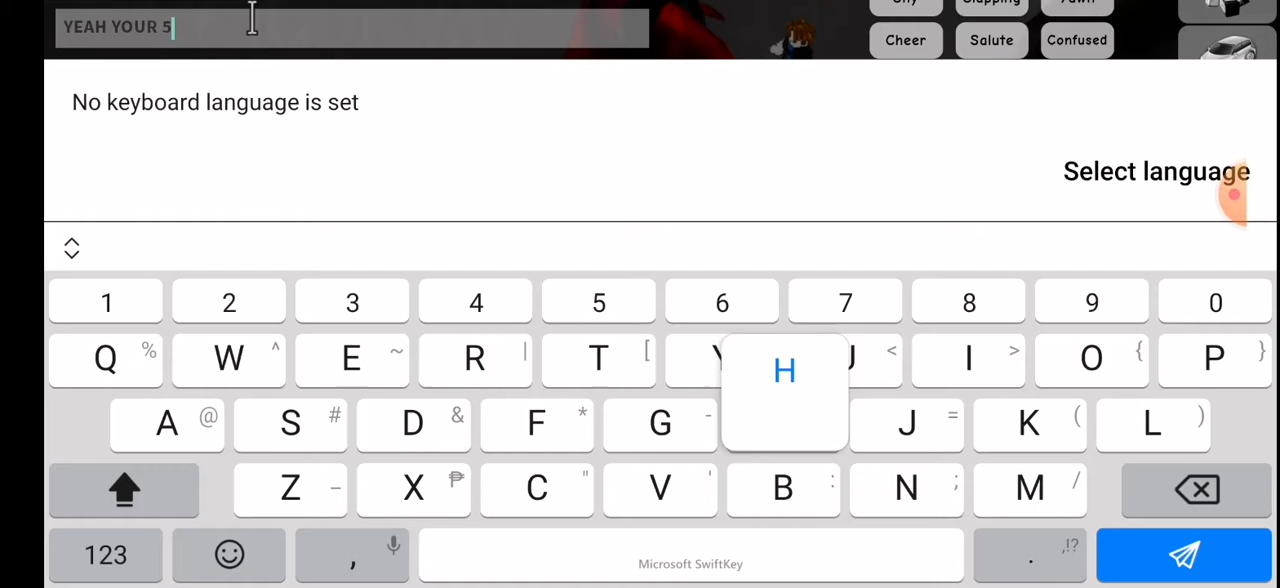 YEAH YOUR 5
Cheer Salute Confused
No keyboard language is set
Select language
1 2 3 4 5 6 7 8 9 0
Q % W ^ E ~ R | T [ Y J < I > O { P }
A @ S # D & F * G - H J = K ( L )
Z _ X ₱ C " V ' B : N ; M /
123 , . ,!?
Microsoft SwiftKey